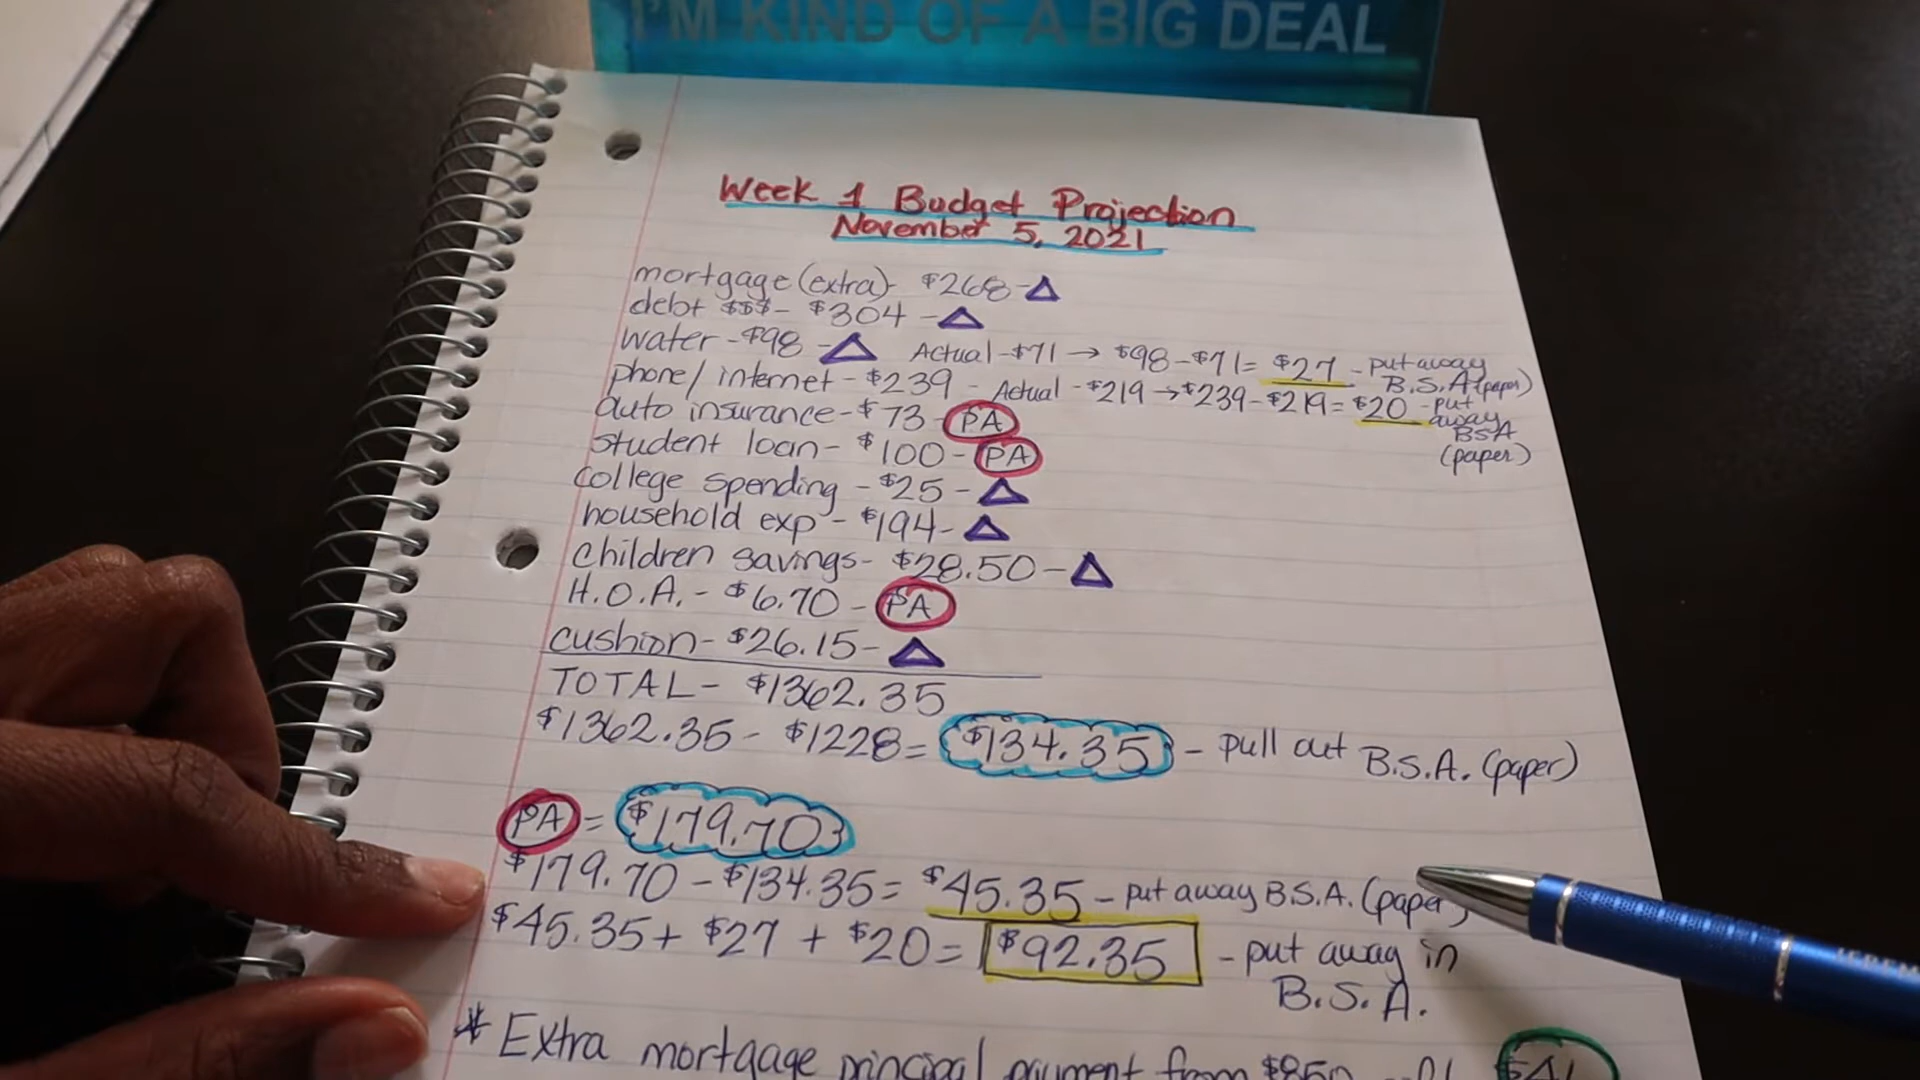 I'M KIND OF A BIG DEAL
Week 1 Budget Projection
November 5, 2021
mortgage (extra)- $268-
debt $$$- $304 -
water-$98 - Actual-$71 → $98-$71= $27 - put away B.S.A (paper)
phone/internet-$239 - Actual -$219 →$239-$219= $20 - put away BSA (paper)
auto insurance-$73- PA
student loan- $100- PA
college spending -$25-
household exp - $194-
children savings- $28.50-
H.O.A.- $6.70- PA
cushion- $26.15-
TOTAL- $1362.35
$1362.35 - $1228= $134.35 - pull out B.S.A. (paper)
PA = $179.70
$179.70 -$134.35= $45.35 - put away B.S.A. (paper)
$45.35+ $27 + $20= $92.35 - put away in
B.S.A.
* Extra mortgage principal payment from $850 $41